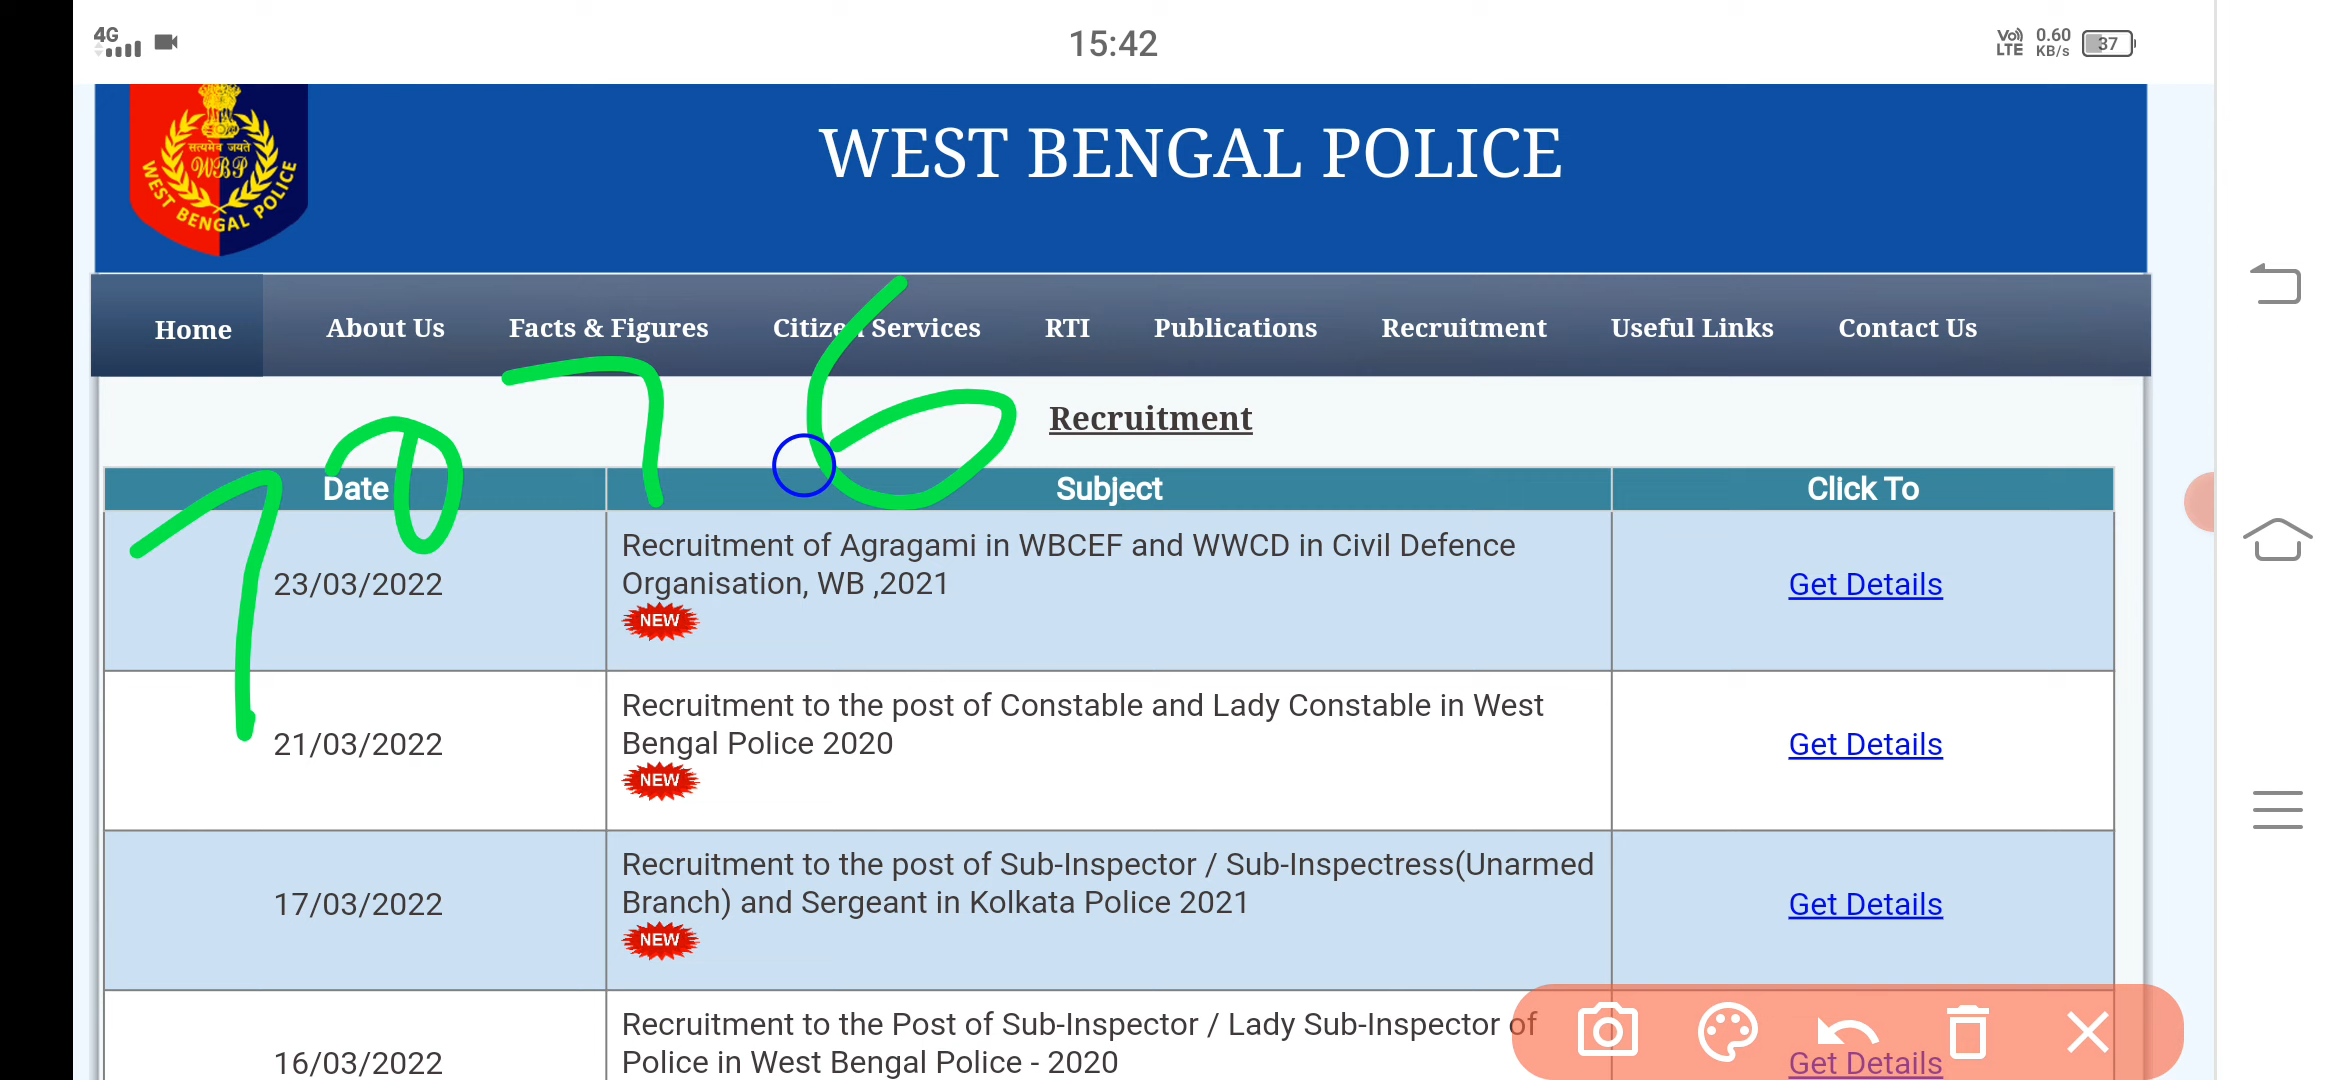 4G
15:42
Vo)) LTE
0.60 KB/s
37
सत्यमेव जयते
WBP
WEST BENGAL POLICE
WEST BENGAL POLICE
Home About Us Facts & Figures Citizen Services RTI Publications Recruitment Useful Links Contact Us
Recruitment
Date Subject Click To
Recruitment of Agragami in WBCEF and WWCD in Civil Defence
23/03/2022 Organisation, WB ,2021 Get Details
NEW
Recruitment to the post of Constable and Lady Constable in West
21/03/2022 Bengal Police 2020 Get Details
NEW
Recruitment to the post of Sub-Inspector / Sub-Inspectress(Unarmed
17/03/2022 Branch) and Sergeant in Kolkata Police 2021 Get Details
NEW
Recruitment to the Post of Sub-Inspector / Lady Sub-Inspector of
16/03/2022 Police in West Bengal Police - 2020 Get Details